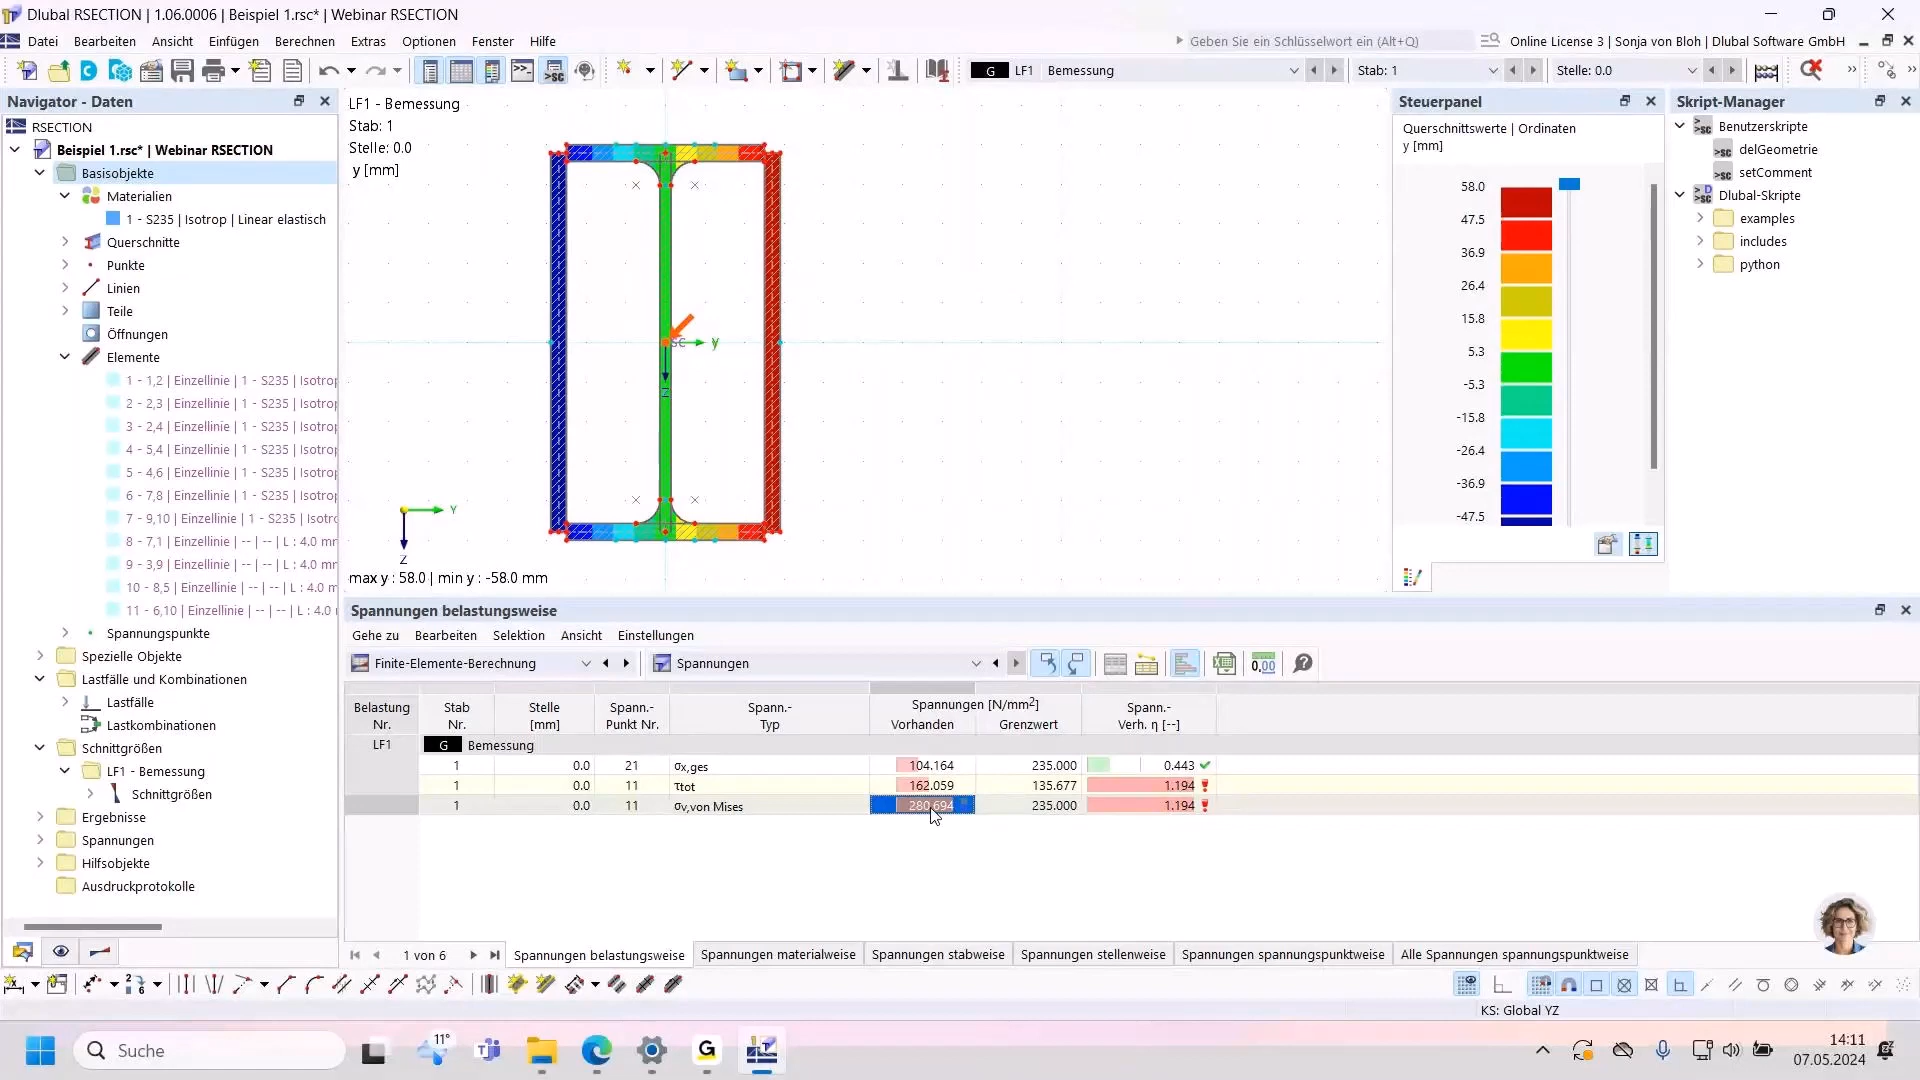 Dlubal RSECTION | 1.06.0006 | Beispiel 1.rsc* | Webinar RSECTION
Datei Bearbeiten Ansicht Einfügen Berechnen Extras Optionen Fenster Hilfe
Geben Sie ein Schlüsselwort ein (Alt+Q)
Online License 3 | Sonja von Bloh | Dlubal Software GmbH
G LF1 Bemessung
Stab: 1
Stelle: 0.0
Navigator - Daten
RSECTION
Beispiel 1.rsc* | Webinar RSECTION
Basisobjekte
Materialien
1 - S235 | Isotrop | Linear elastisch
Querschnitte
Punkte
Linien
Teile
Öffnungen
Elemente
1 - 1,2 | Einzellinie | 1 - S235 | Isotrop
2 - 2,3 | Einzellinie | 1 - S235 | Isotrop
3 - 2,4 | Einzellinie | 1 - S235 | Isotrop
4 - 5,4 | Einzellinie | 1 - S235 | Isotrop
5 - 4,6 | Einzellinie | 1 - S235 | Isotrop
6 - 7,8 | Einzellinie | 1 - S235 | Isotrop
7 - 9,10 | Einzellinie | 1 - S235 | Isotr
8 - 7,1 | Einzellinie | -- | -- | L : 4.0 mr
9 - 3,9 | Einzellinie | -- | -- | L : 4.0 mr
10 - 8,5 | Einzellinie | -- | -- | L : 4.0 n
11 - 6,10 | Einzellinie | -- | -- | L : 4.0
Spannungspunkte
Spezielle Objekte
Lastfälle und Kombinationen
Lastfälle
Lastkombinationen
Schnittgrößen
LF1 - Bemessung
Schnittgrößen
Ergebnisse
Spannungen
Hilfsobjekte
Ausdruckprotokolle
LF1 - Bemessung
Stab: 1
Stelle: 0.0
y [mm]
SC
y
z
Y
Z
max y : 58.0 | min y : -58.0 mm
Steuerpanel
Querschnittswerte | Ordinaten
y [mm]
58.0
47.5
36.9
26.4
15.8
5.3
-5.3
-15.8
-26.4
-36.9
-47.5
Skript-Manager
Benutzerskripte
delGeometrie
setComment
Dlubal-Skripte
examples
includes
python
Spannungen belastungsweise
Gehe zu Bearbeiten Selektion Ansicht Einstellungen
Finite-Elemente-Berechnung
Spannungen
0,00
Belastung Stab Stelle Spann.- Spann.- Spannungen [N/mm²] Spann.-
Nr. Nr. [mm] Punkt Nr. Typ Vorhanden Grenzwert Verh. η [--]
LF1 G Bemessung
1 0.0 21 σx,ges 104.164 0.443
1 0.0 11 τtot 162.059 135.677 1.194
1 0.0 11 σv,von Mises 280.694 235.000 1.194
235.000
1 von 6
Spannungen belastungsweise Spannungen materialweise Spannungen stabweise Spannungen stellenweise Spannungen spannungspunktweise Alle Spannungen spannungspunktweise
KS: Global YZ
Suche
11°
14:11
07.05.2024